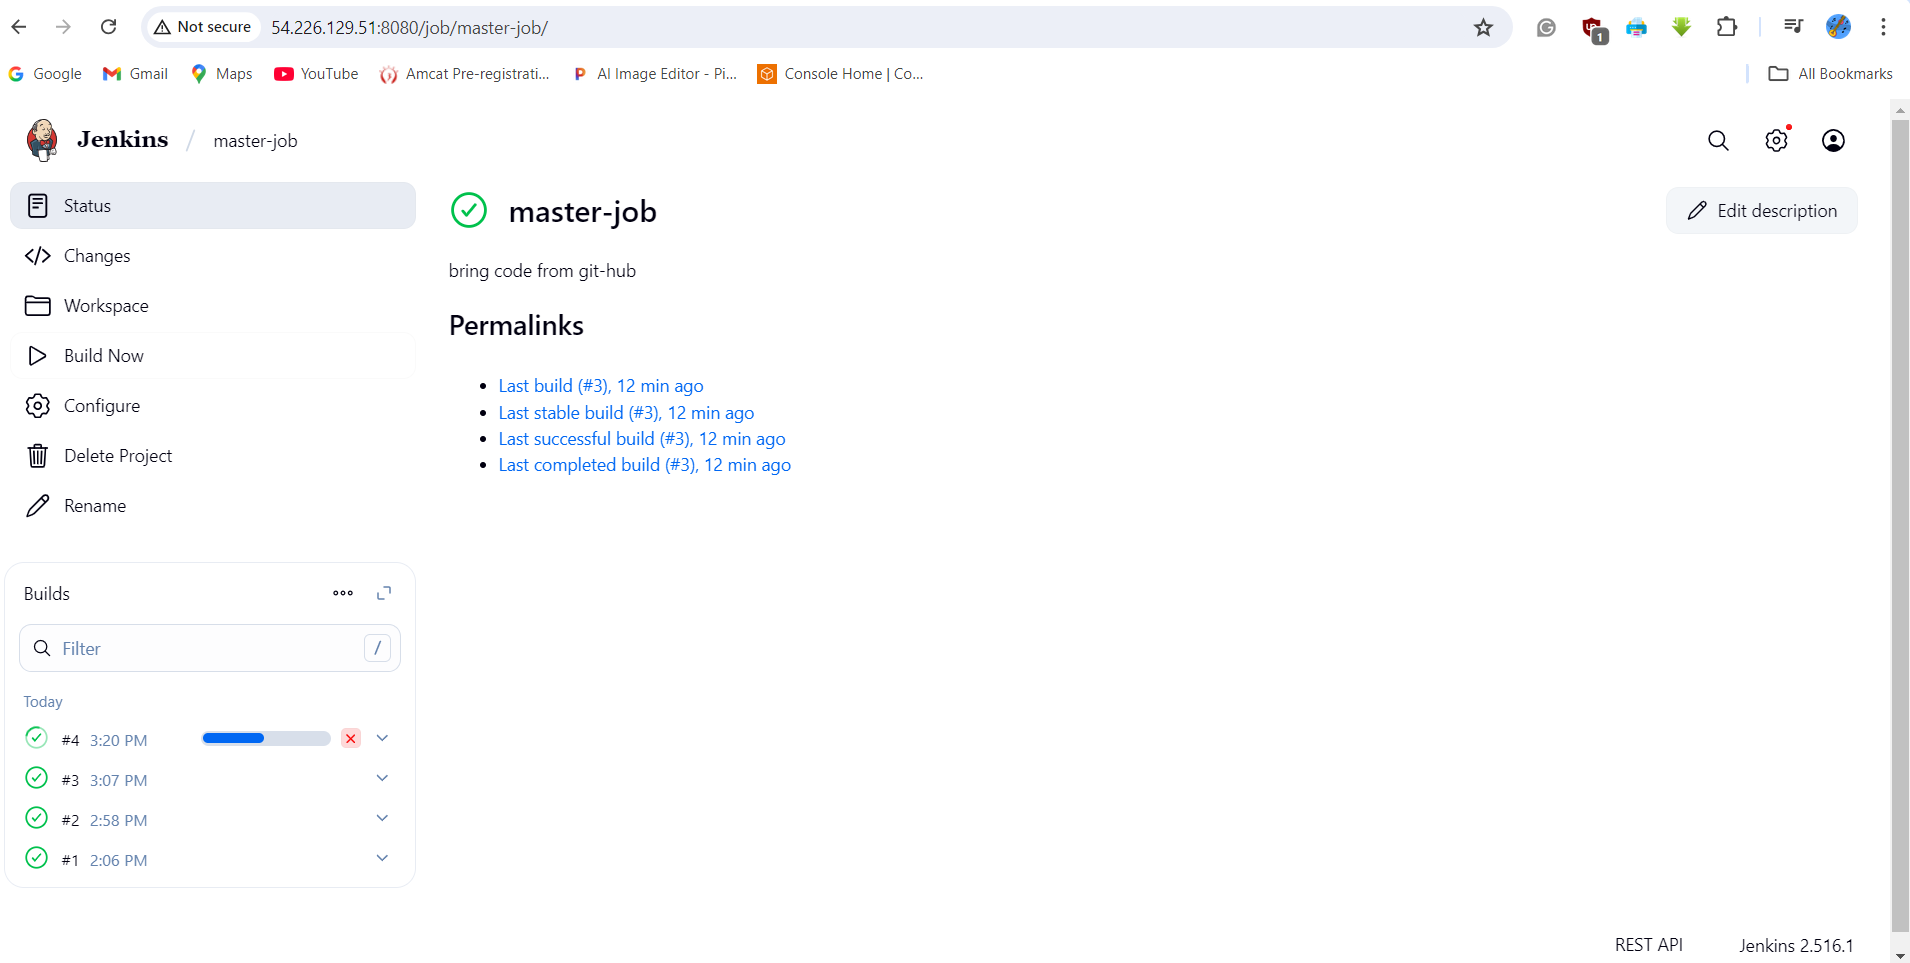 Not secure 54.226.129.51:8080/job/master-job/
1
Google Gmail Maps YouTube Amcat Pre-registrati... AI Image Editor - Pi... Console Home | Co... All Bookmarks
Jenkins / master-job
Status
Changes
Workspace
Build Now
Configure
Delete Project
Rename
master-job
Edit description
bring code from git-hub
Permalinks
Last build (#3), 12 min ago
Last stable build (#3), 12 min ago
Last successful build (#3), 12 min ago
Last completed build (#3), 12 min ago
Builds
Filter /
Today
#4 3:20 PM
#3 3:07 PM
#2 2:58 PM
#1 2:06 PM
REST API Jenkins 2.516.1